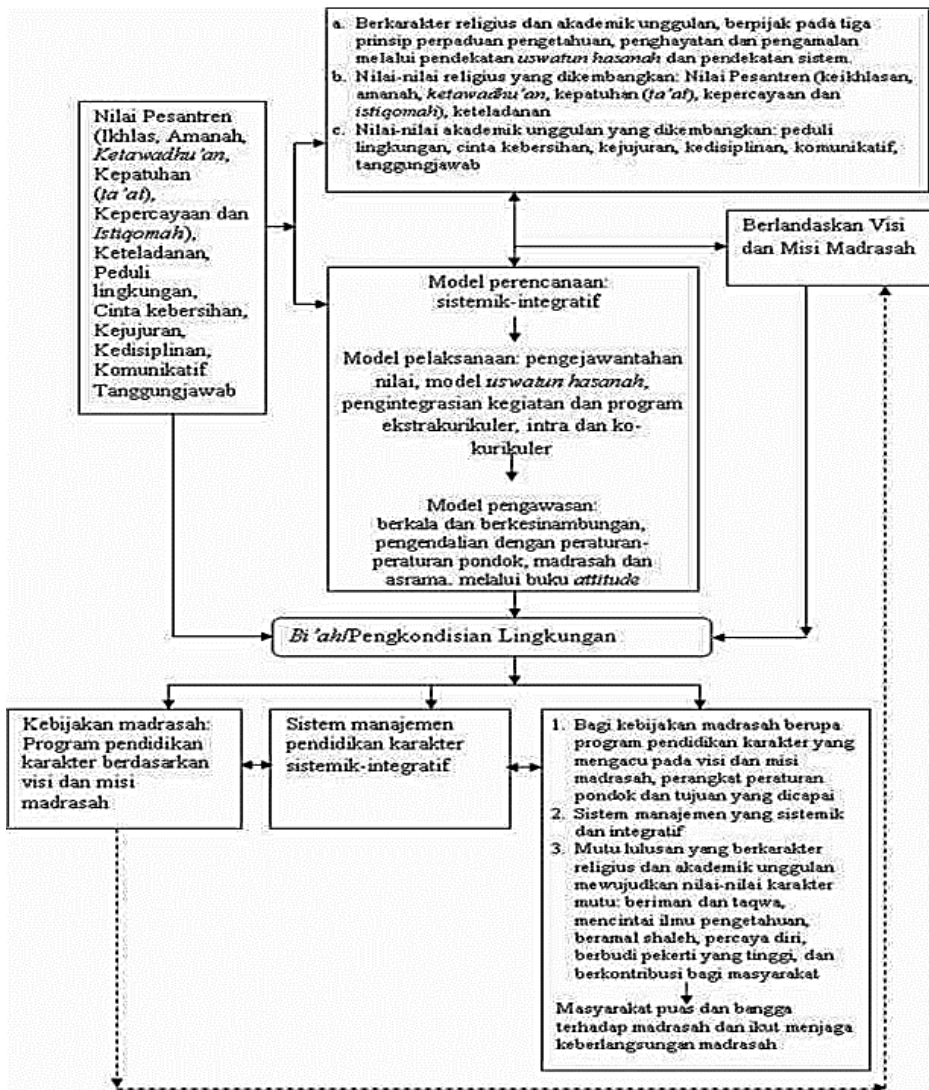 a. Berkarakter religius dan akademik unggulan, berpijak pada tiga
prinsip perpaduan pengetahuan, penghayatan dan pengamalan
melalui pendekatan uswatun hasanah dan pendekatan sistem.
b. Nilai-nilai religius yang dikembangkan: Nilai Pesantren (keikhlasan,
amanah, ketawadhu'an, kepatuhan (ta'at), kepercayaan dan
istiqomah), keteladanan
c. Nilai-nilai akademik unggulan yang dikembangkan: peduli
lingkungan, cinta kebersihan, kejujuran, kedisiplinan, komunikatif,
tanggungjawab
Nilai Pesantren
(Ikhlas, Amanah,
Ketawadhu'an,
Kepatuhan
(ta'at),
Kepercayaan dan
Istiqomah),
Keteladanan,
Peduli
lingkungan,
Cinta kebersihan,
Kejujuran,
Kedisiplinan,
Komunikatif
Tanggungjawab
Berlandaskan Visi
dan Misi Madrasah
Model perencanaan:
sistemik-integratif
Model pelaksanaan: pengejawantahan
nilai, model uswatun hasanah,
pengintegrasian kegiatan dan program
ekstrakurikuler, intra dan ko-
kurikuler
Model pengawasan:
berkala dan berkesinambungan,
pengendalian dengan peraturan-
peraturan pondok, madrasah dan
asrama, melalui buku attitude
Bi'ah/Pengkondisian Lingkungan
Kebijakan madrasah:
Program pendidikan
karakter berdasarkan
visi dan misi
madrasah
Sistem manajemen
pendidikan karakter
sistemik-integratif
1. Bagi kebijakan madrasah berupa
program pendidikan karakter yang
mengacu pada visi dan misi
madrasah, perangkat peraturan
pondok dan tujuan yang dicapai
2. Sistem manajemen yang sistemik
dan integratif
3. Mutu lulusan yang berkarakter
religius dan akademik unggulan
mewujudkan nilai-nilai karakter
mutu: beriman dan taqwa,
mencintai ilmu pengetahuan,
beramal shaleh, percaya diri,
berbudi pekerti yang tinggi, dan
berkontribusi bagi masyarakat
Masyarakat puas dan bangga
terhadap madrasah dan ikut menjaga
keberlangsungan madrasah